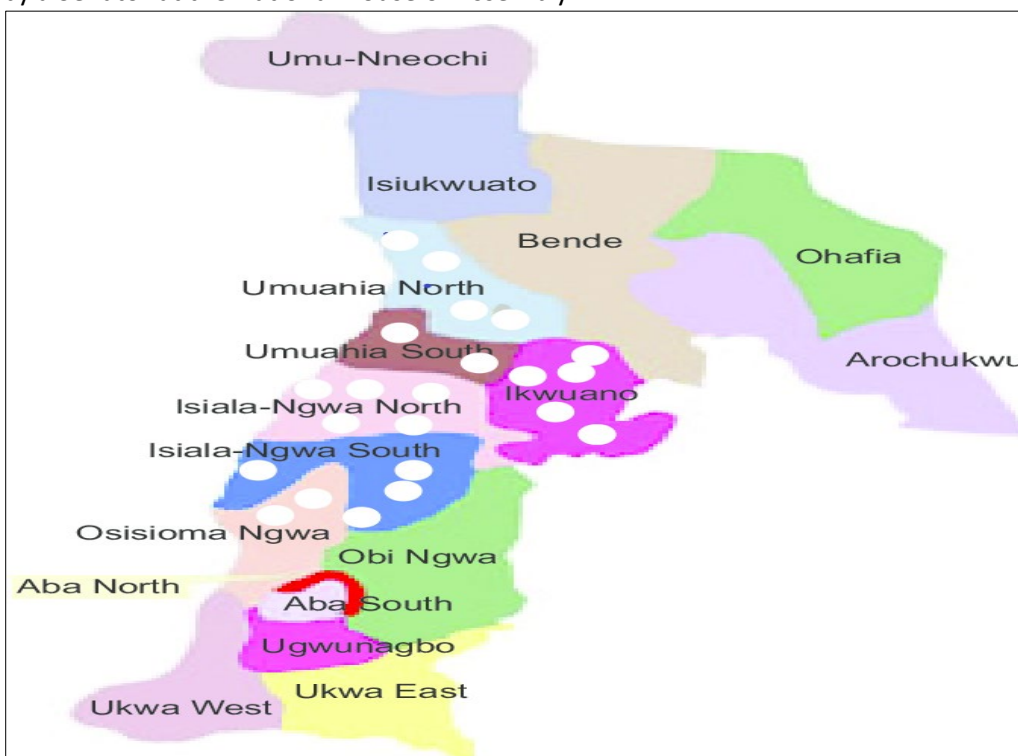 Umu-Nneochi
Isiukwuato
Bende
Ohafia
Umuahia North
Umuahia South
Arochukwu
Ikwuano
Isiala-Ngwa North
Isiala-Ngwa South
Osisioma Ngwa
Obi Ngwa
Aba North
Aba South
Ugwunagbo
Ukwa East
Ukwa West